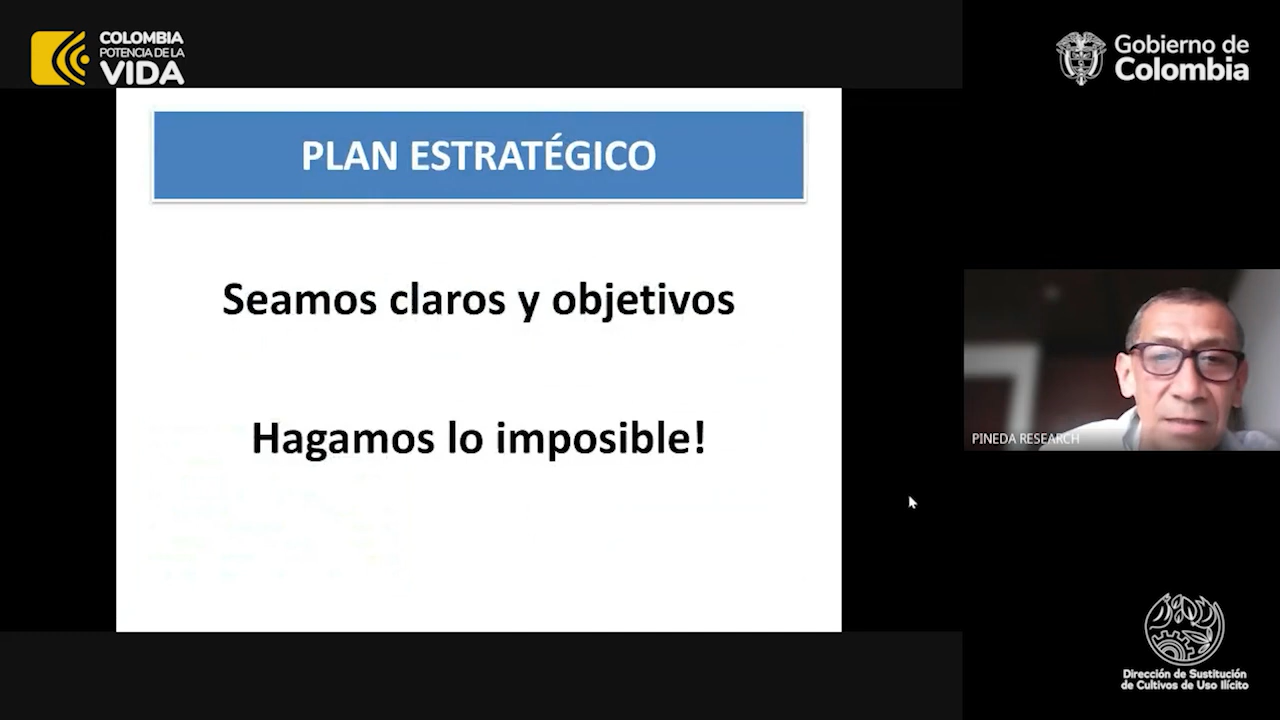 COLOMBIA
POTENCIA DE LA
VIDA
Gobierno de
Colombia
PLAN ESTRATÉGICO
Seamos claros y objetivos
Hagamos lo imposible!
PINEDA RESEARCH
Dirección de Sustitución
de Cultivos de Uso Ilícito